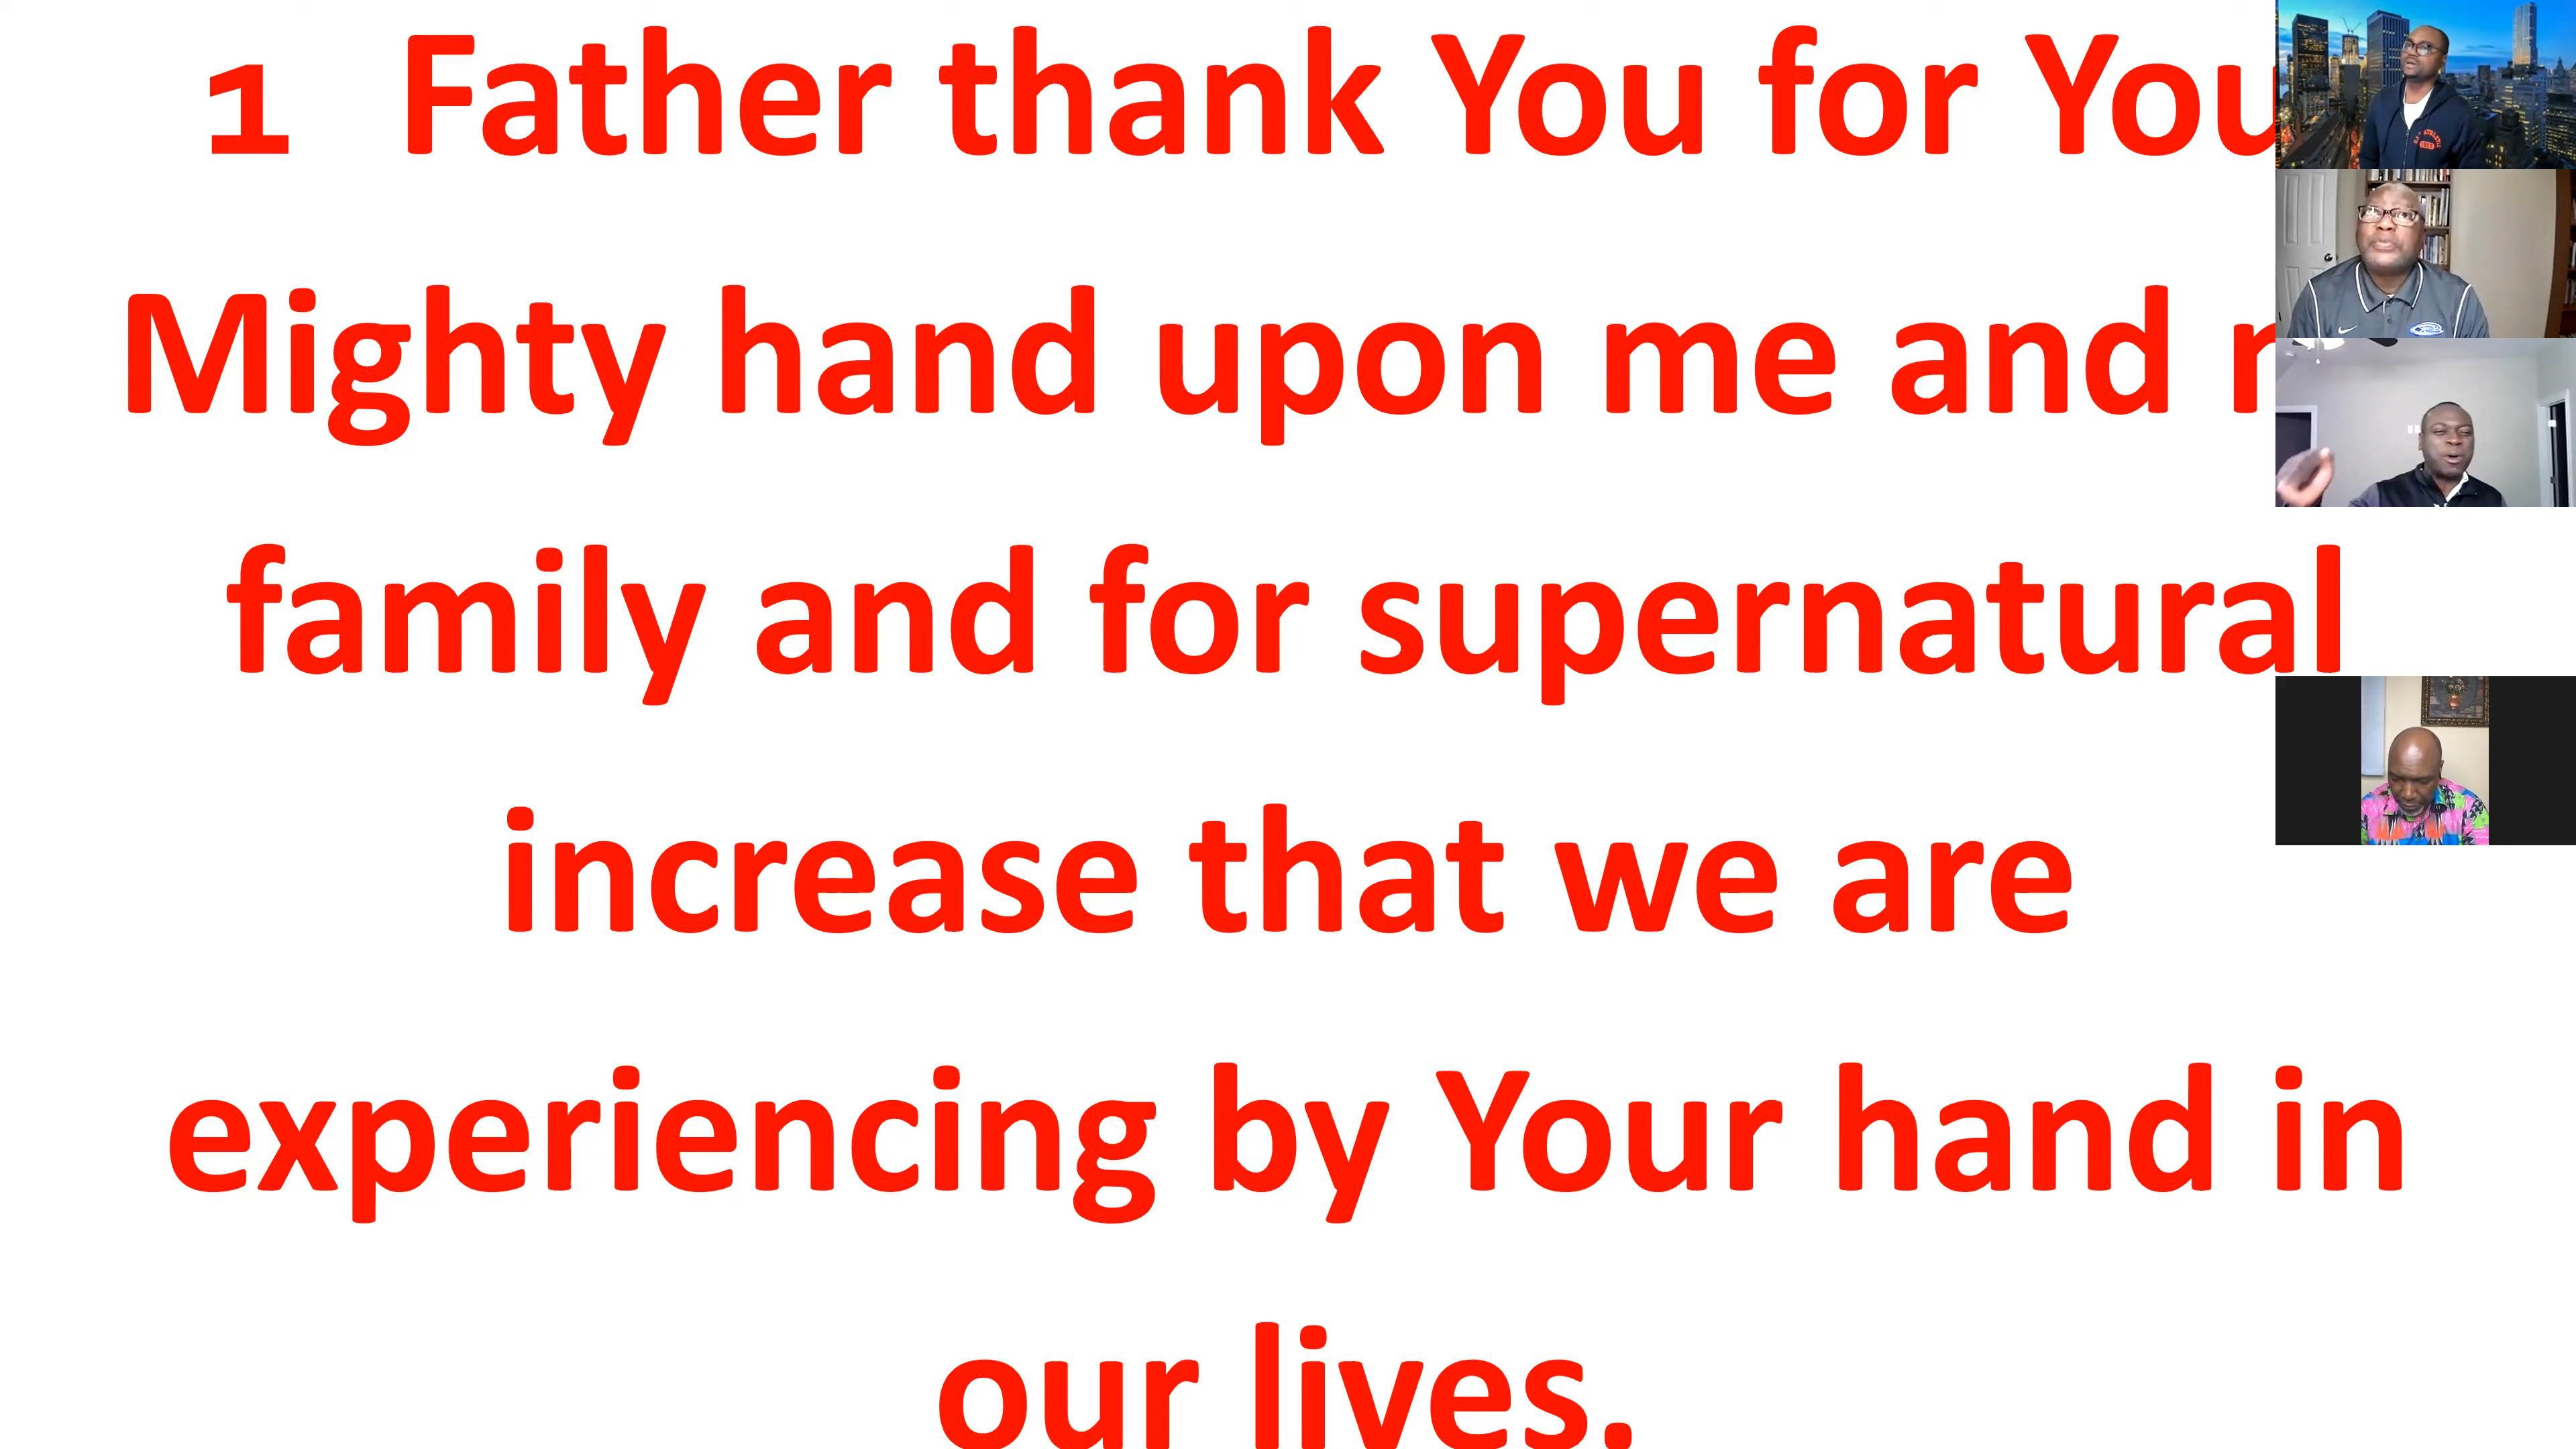 1 Father thank You for You
Mighty hand upon me and
family and for supernatural
increase that we are
experiencing by Your hand in
our lives.